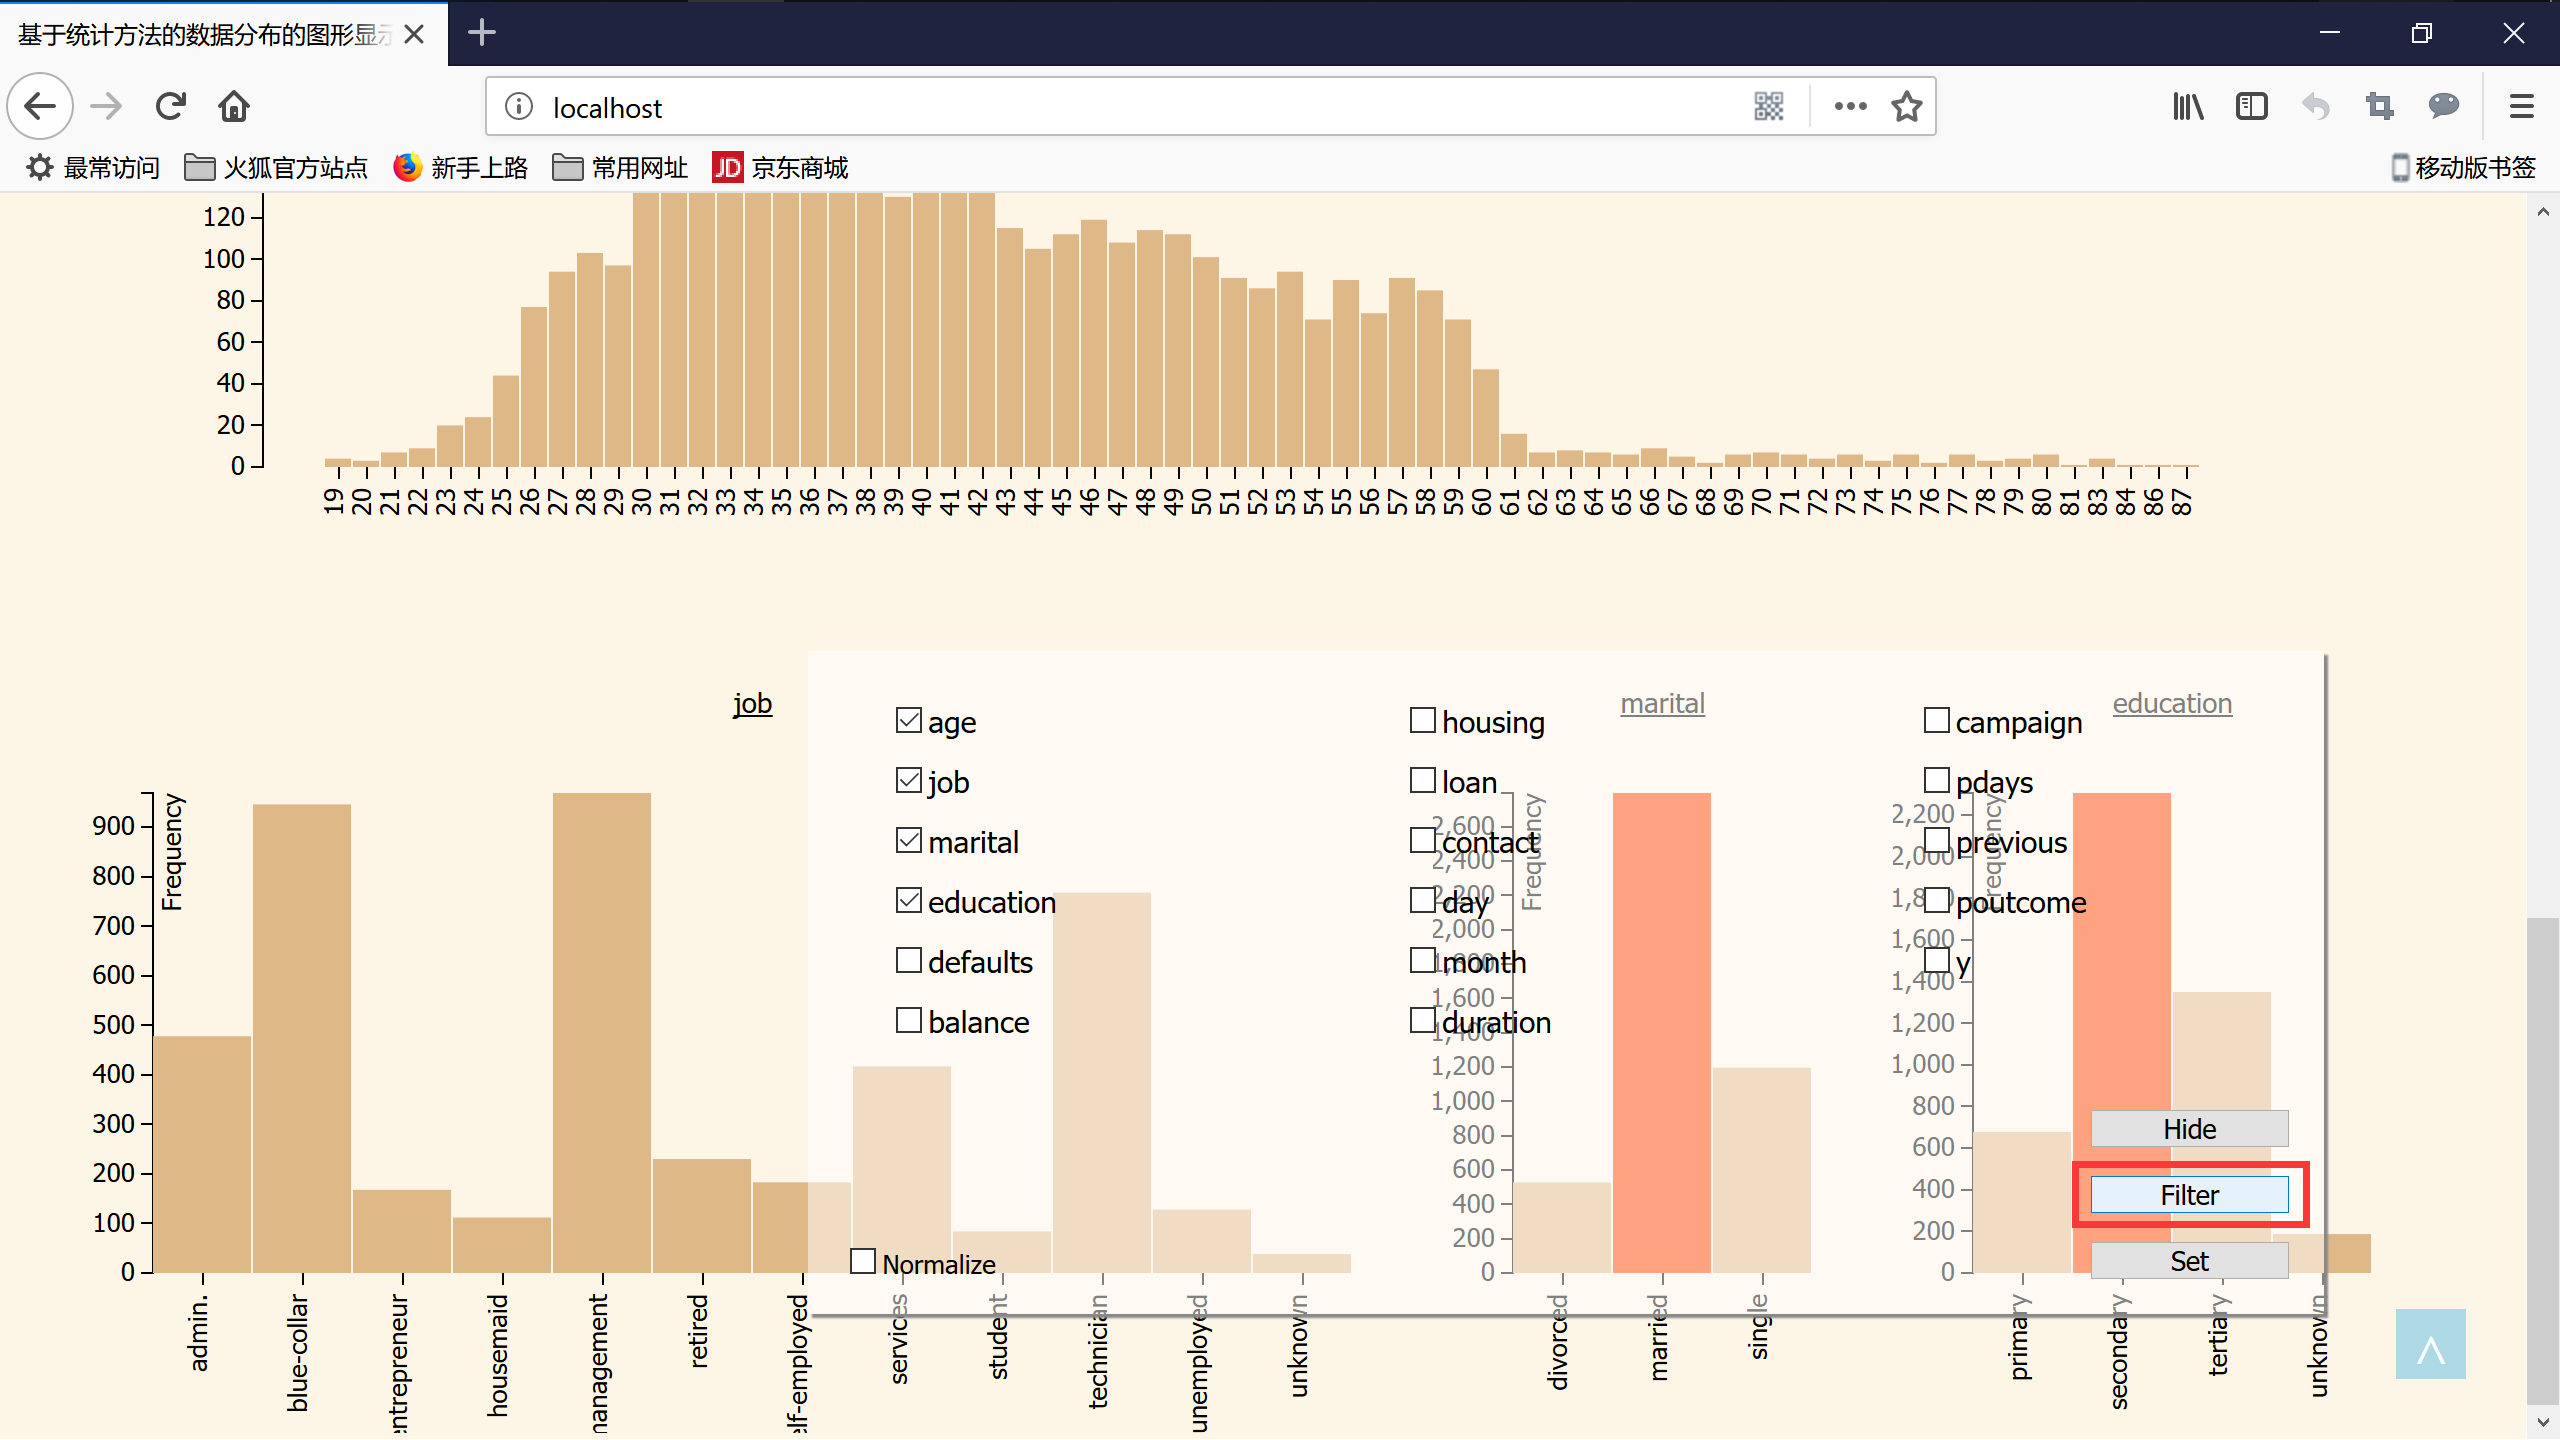 基于统计方法的数据分布的图形显示
localhost
最常访问 火狐官方站点 新手上路 常用网址 JD 京东商城 移动版书签
120
100
80
60
40
20
0
19 20 21 22 23 24 25 26 27 28 29 30 31 32 33 34 35 36 37 38 39 40 41 42 43 44 45 46 47 48 49 50 51 52 53 54 55 56 57 58 59 60 61 62 63 64 65 66 67 68 69 70 71 72 73 74 75 76 77 78 79 80 81 83 84 86 87
job
Frequency
900
800
700
600
500
400
300
200
100
0
admin. blue-collar entrepreneur housemaid management retired self-employed services student technician unemployed unknown
age
job
marital
education
defaults
balance
Normalize
housing
loan
contact
day
month
duration
marital
Frequency
2,600
2,400
2,200
2,000
1,800
1,600
1,400
1,200
1,000
800
600
400
200
0
divorced married single
campaign
pdays
previous
poutcome
y
education
Frequency
2,200
2,000
1,800
1,600
1,400
1,200
1,000
800
600
400
200
0
primary secondary tertiary unknown
Hide
Filter
Set